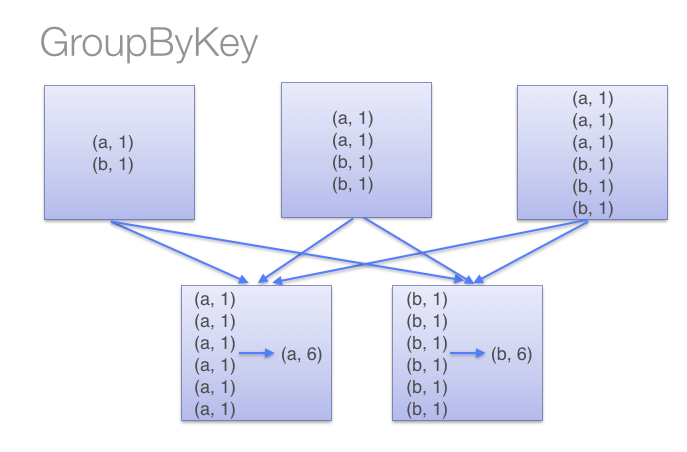 GroupByKey
(a, 1)
(b, 1)
(a, 1)
(a, 1)
(b, 1)
(b, 1)
(a, 1)
(a, 1)
(a, 1)
(b, 1)
(b, 1)
(b, 1)
(a, 1)
(a, 1)
(a, 1)
(a, 1)
(a, 1)
(a, 1)
(a, 6)
(b, 1)
(b, 1)
(b, 1)
(b, 1)
(b, 1)
(b, 1)
(b, 6)